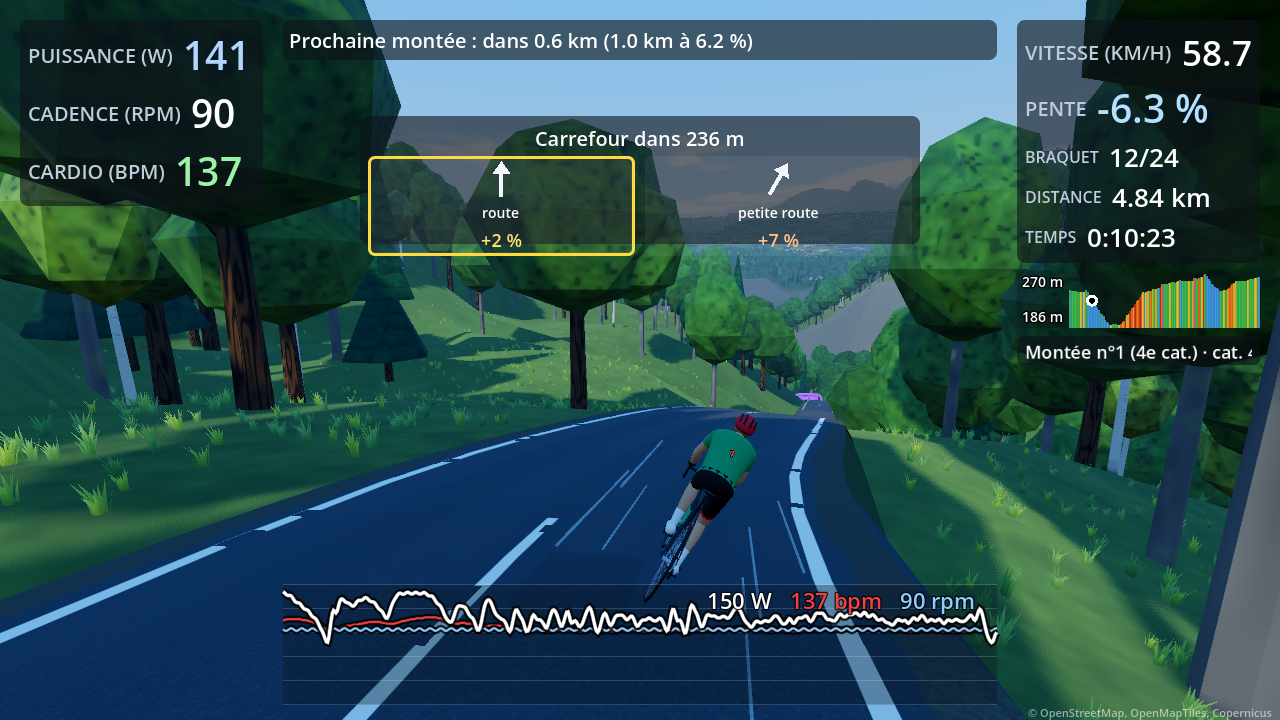 PUISSANCE (W) 141
CADENCE (RPM) 90
CARDIO (BPM) 137
Prochaine montée : dans 0.6 km (1.0 km à 6.2 %)
Carrefour dans 236 m
route
+2 %
petite route
+7 %
VITESSE (KM/H) 58.7
PENTE -6.3 %
BRAQUET 12/24
DISTANCE 4.84 km
TEMPS 0:10:23
270 m
186 m
Montée n°1 (4e cat.) · cat.
150 W 137 bpm 90 rpm
© OpenStreetMap, OpenMapTiles, Copernicus